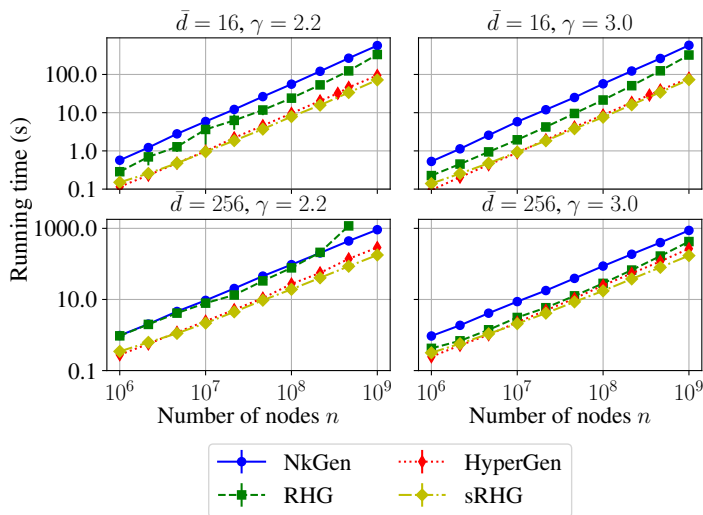 d̄ = 16, γ = 2.2
d̄ = 16, γ = 3.0
100.0
10.0
1.0
0.1
d̄ = 256, γ = 2.2
d̄ = 256, γ = 3.0
Running time (s)
1000.0
10.0
0.1
10^6 10^7 10^8 10^9
10^6 10^7 10^8 10^9
Number of nodes n
Number of nodes n
NkGen
HyperGen
RHG
sRHG